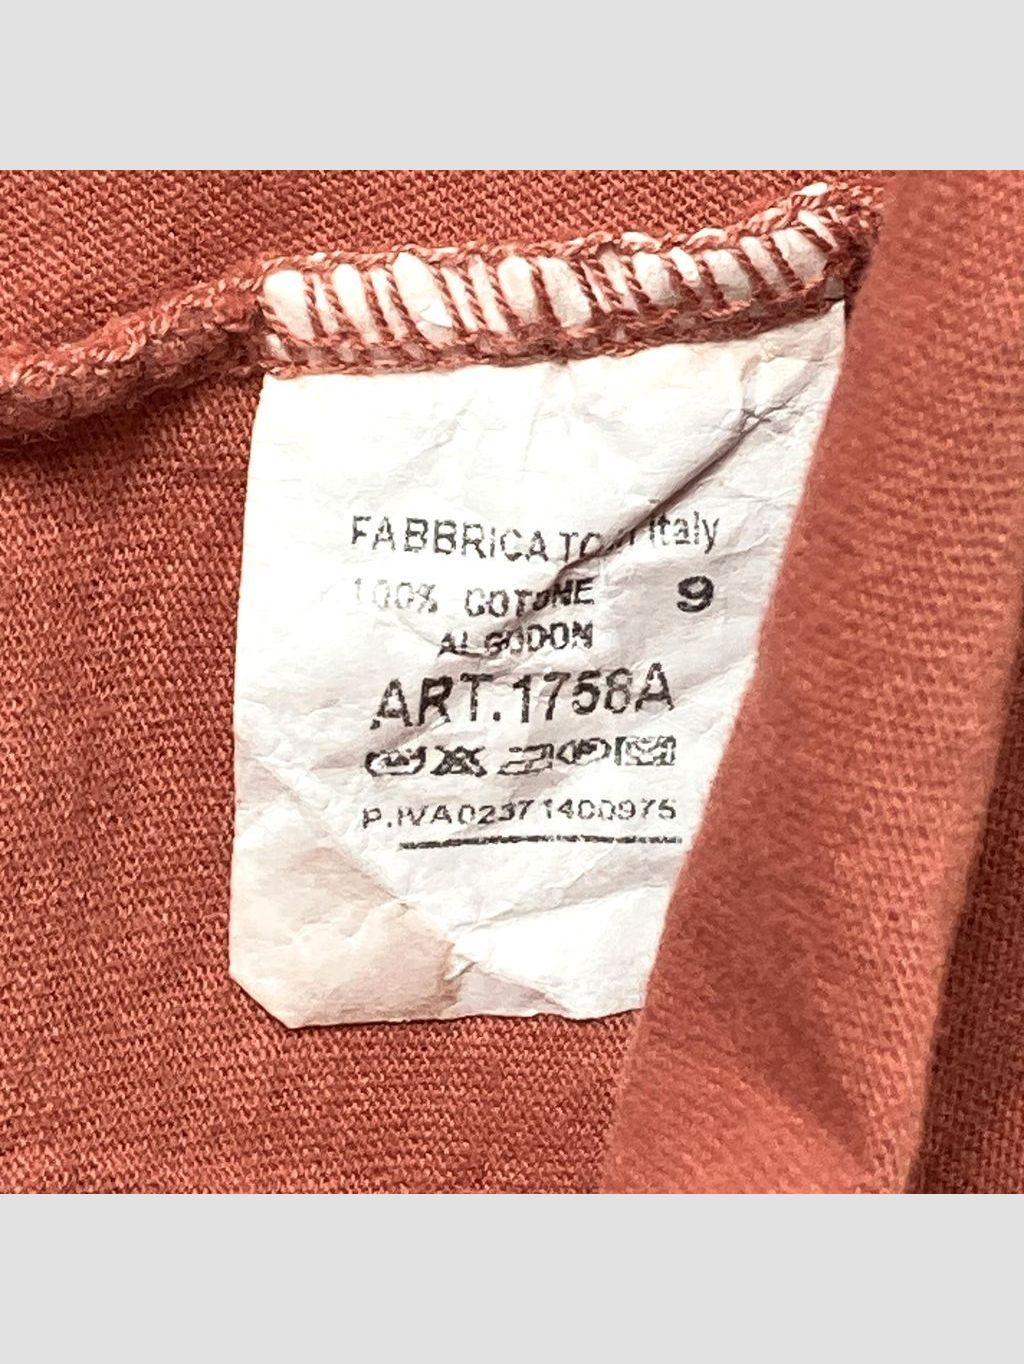 FABBRICATO in italy
100% COTONE 9
ALGODON
ART.1758A
P.IVA02371400975